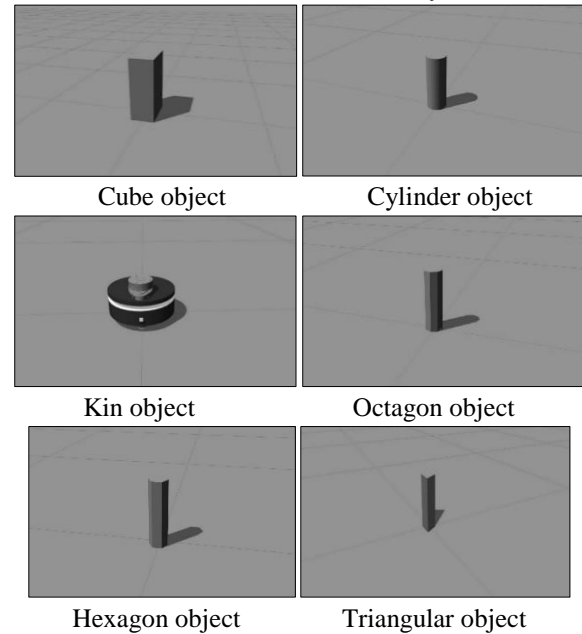 Cube object
Cylinder object
Kin object
Octagon object
Hexagon object
Triangular object